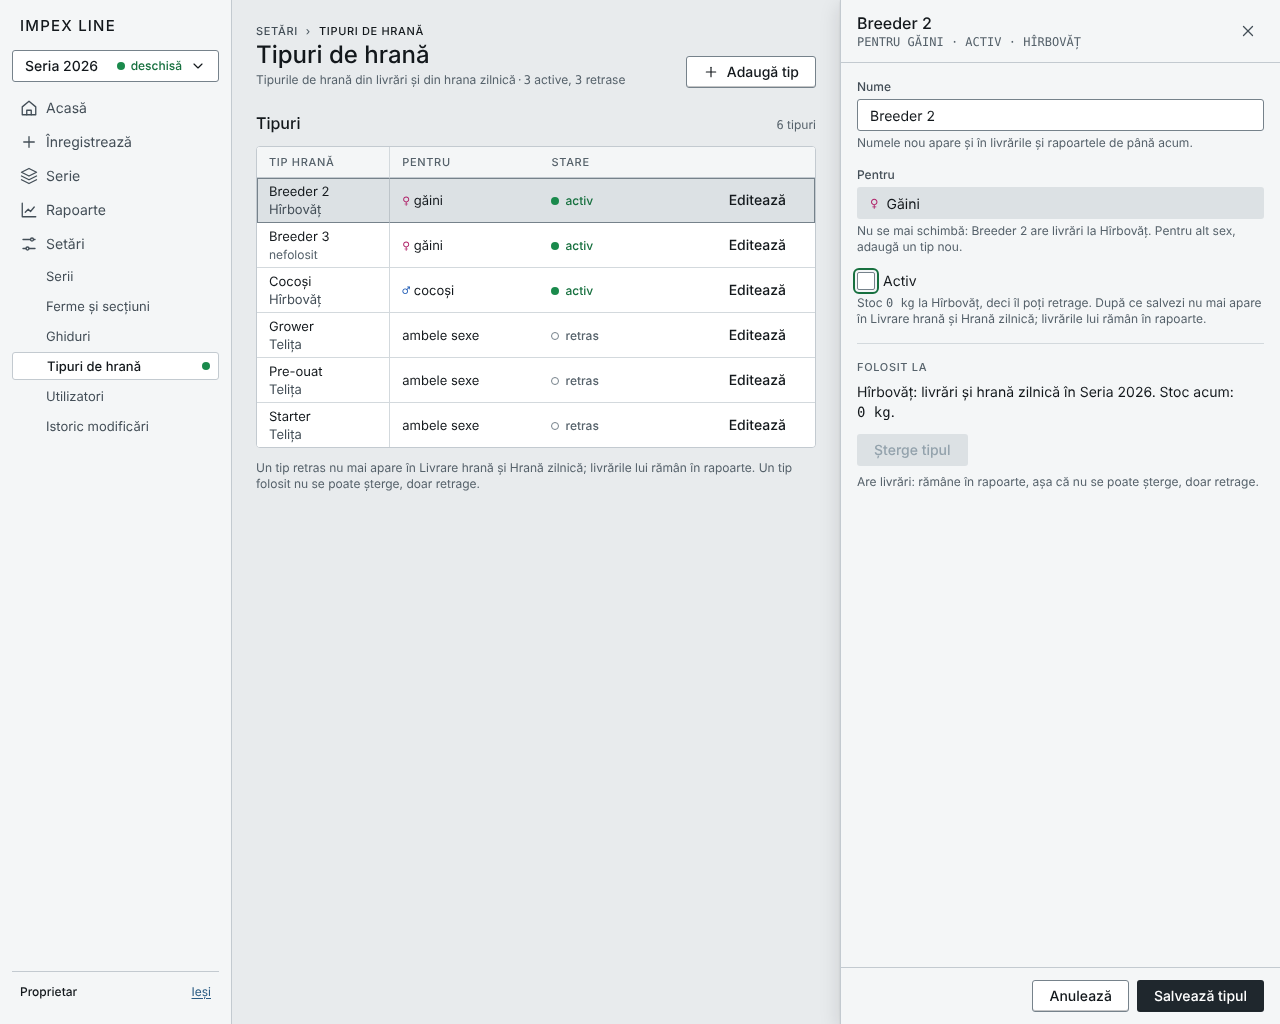 IMPEX LINE
Seria 2026 deschisă
Acasă
Înregistrează
Serie
Rapoarte
Setări
Serii
Ferme și secțiuni
Ghiduri
Tipuri de hrană
Utilizatori
Istoric modificări
Proprietar Ieși
SETĂRI › TIPURI DE HRANĂ
Tipuri de hrană
Tipurile de hrană din livrări și din hrana zilnică · 3 active, 3 retrase
Adaugă tip
Tipuri 6 tipuri
TIP HRANĂ PENTRU STARE
Breeder 2
Hîrbovăț
♀ găini activ Editează
Breeder 3
nefolosit
♀ găini activ Editează
Cocoși
Hîrbovăț
♂ cocoși activ Editează
Grower
Telița
ambele sexe retras Editează
Pre-ouat
Telița
ambele sexe retras Editează
Starter
Telița
ambele sexe retras Editează
Un tip retras nu mai apare în Livrare hrană și Hrană zilnică; livrările lui rămân în rapoarte. Un tip
folosit nu se poate șterge, doar retrage.
Breeder 2
PENTRU GĂINI · ACTIV · HÎRBOVĂȚ
Nume
Breeder 2
Numele nou apare și în livrările și rapoartele de până acum.
Pentru
♀ Găini
Nu se mai schimbă: Breeder 2 are livrări la Hîrbovăț. Pentru alt sex,
adaugă un tip nou.
Activ
Stoc 0 kg la Hîrbovăț, deci îl poți retrage. După ce salvezi nu mai apare
în Livrare hrană și Hrană zilnică; livrările lui rămân în rapoarte.
FOLOSIT LA
Hîrbovăț: livrări și hrană zilnică în Seria 2026. Stoc acum:
0 kg.
Șterge tipul
Are livrări: rămâne în rapoarte, așa că nu se poate șterge, doar retrage.
Anulează Salvează tipul